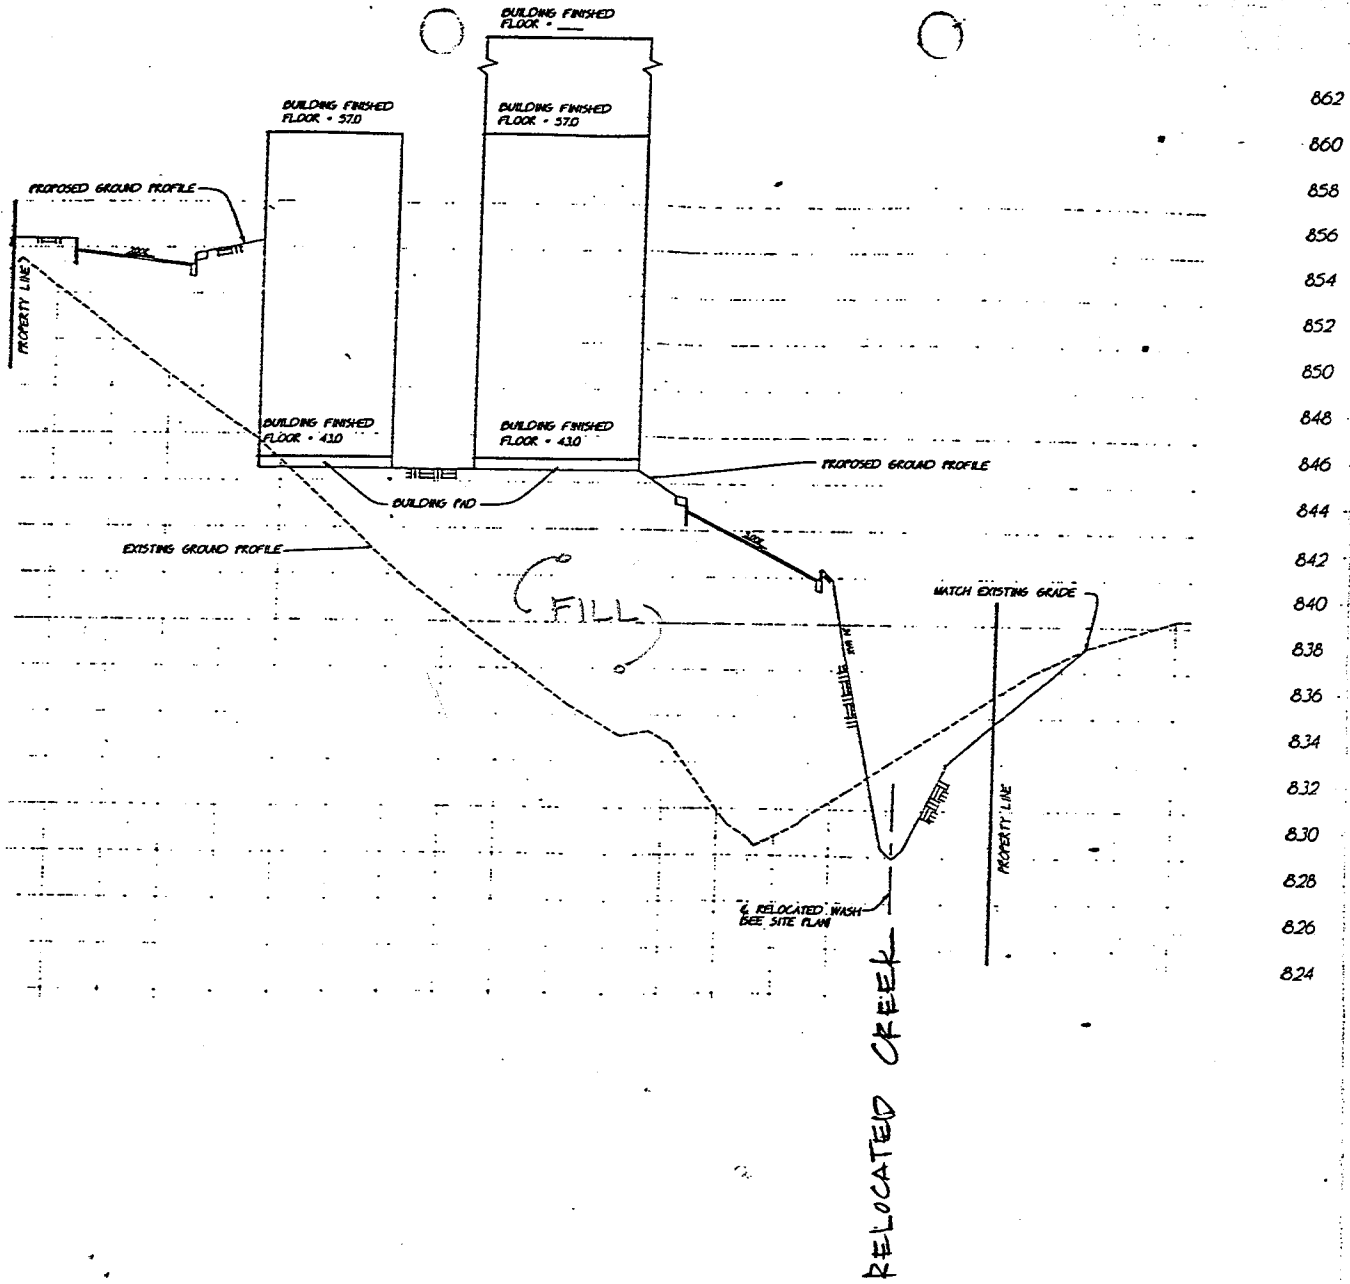 BUILDING FINISHED
FLOOR = ___
BUILDING FINISHED
FLOOR = 57.0
BUILDING FINISHED
FLOOR = 57.0
PROPOSED GROUND PROFILE
PROPERTY LINE
BUILDING FINISHED
FLOOR = 43.0
BUILDING FINISHED
FLOOR = 43.0
PROPOSED GROUND PROFILE
BUILDING PAD
EXISTING GROUND PROFILE
FILL
MATCH EXISTING GRADE
PROPERTY LINE
℄ RELOCATED WASH
(SEE SITE PLAN)
RELOCATED CREEK
862
860
858
856
854
852
850
848
846
844
842
840
838
836
834
832
830
828
826
824